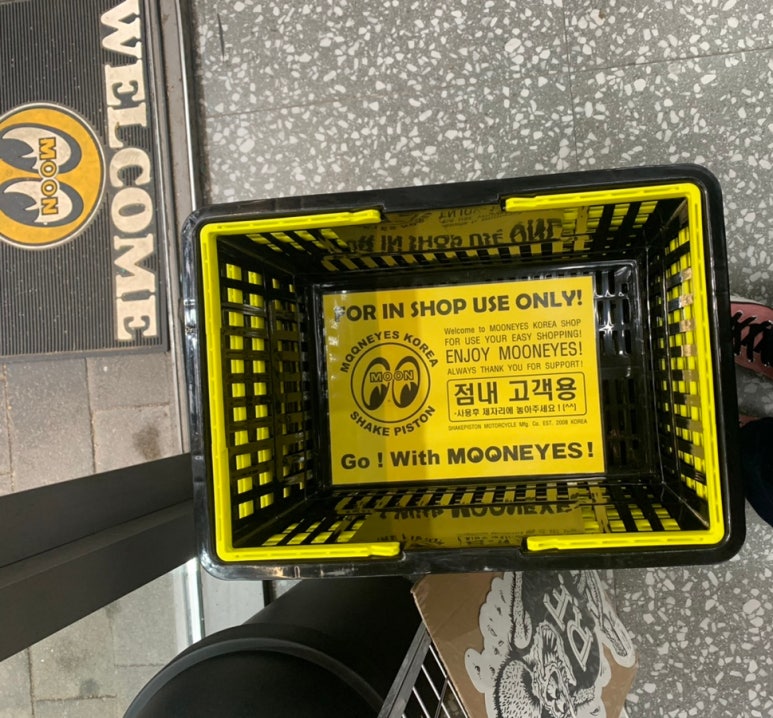 WELCOME
MOON
FOR IN SHOP USE ONLY!
MOONEYES KOREA
MOON
SHAKE PISTON
Welcome to MOONEYES KOREA SHOP
FOR USE YOUR EASY SHOPPING!
ENJOY MOONEYES!
ALWAYS THANK YOU FOR SUPPORT!
점내 고객용
-사용후 제자리에 놓아주세요!(^^)
SHAKEPISTON MOTORCYCLE Mfg. Co. EST. 2008 KOREA
Go! With MOONEYES!